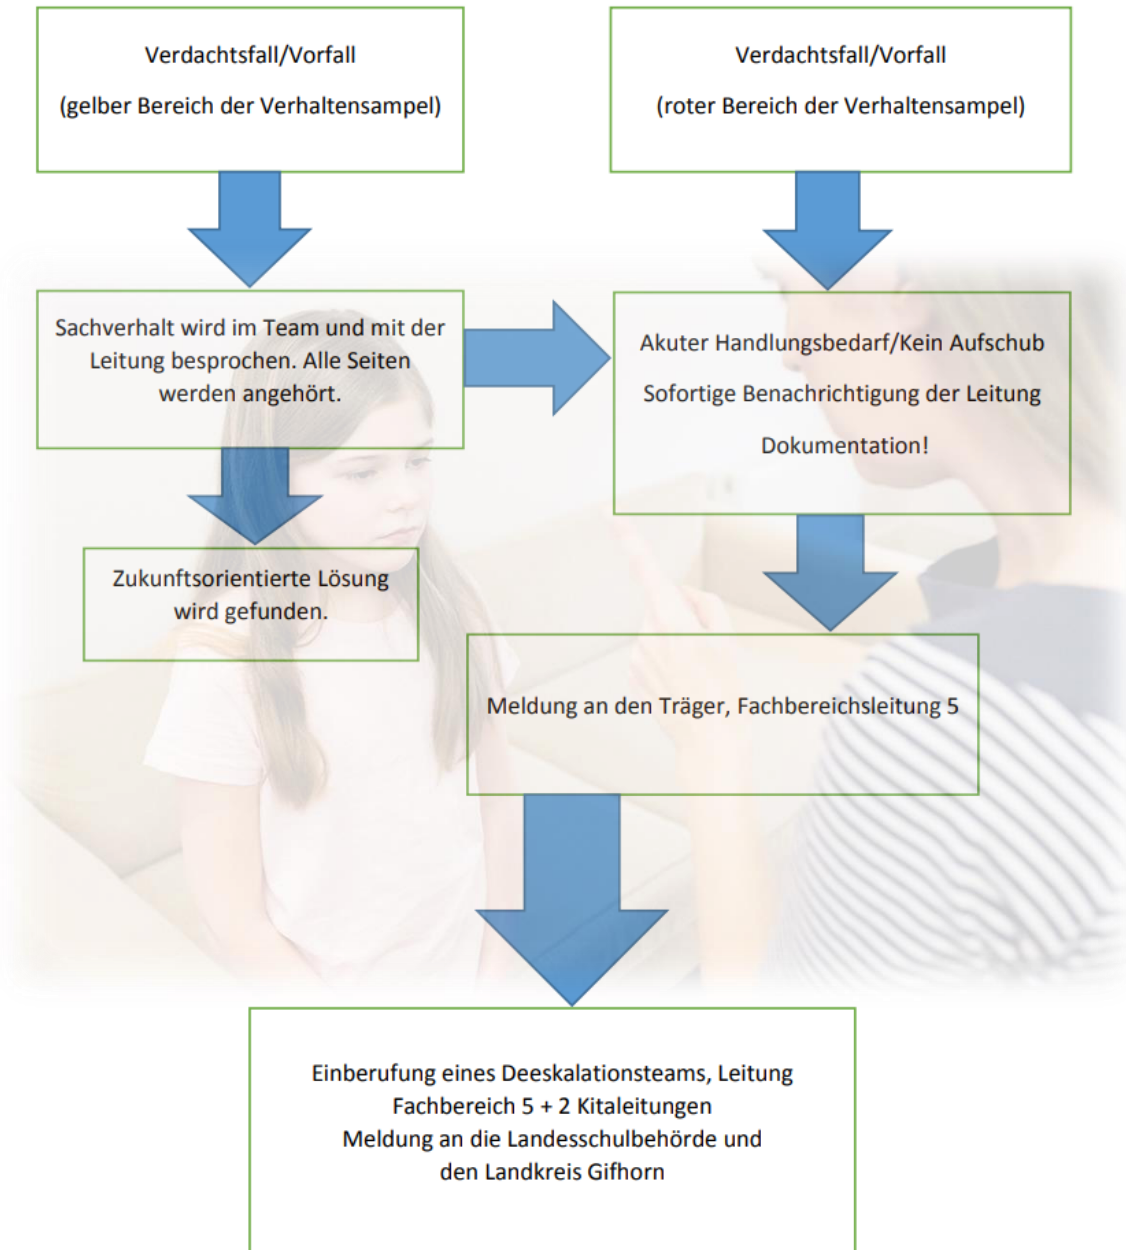 Verdachtsfall/Vorfall
(gelber Bereich der Verhaltensampel)
Verdachtsfall/Vorfall
(roter Bereich der Verhaltensampel)
Sachverhalt wird im Team und mit der
Leitung besprochen. Alle Seiten
werden angehört.
Akuter Handlungsbedarf/Kein Aufschub
Sofortige Benachrichtigung der Leitung
Dokumentation!
Zukunftsorientierte Lösung
wird gefunden.
Meldung an den Träger, Fachbereichsleitung 5
Einberufung eines Deeskalationsteams, Leitung
Fachbereich 5 + 2 Kitaleitungen
Meldung an die Landesschulbehörde und
den Landkreis Gifhorn